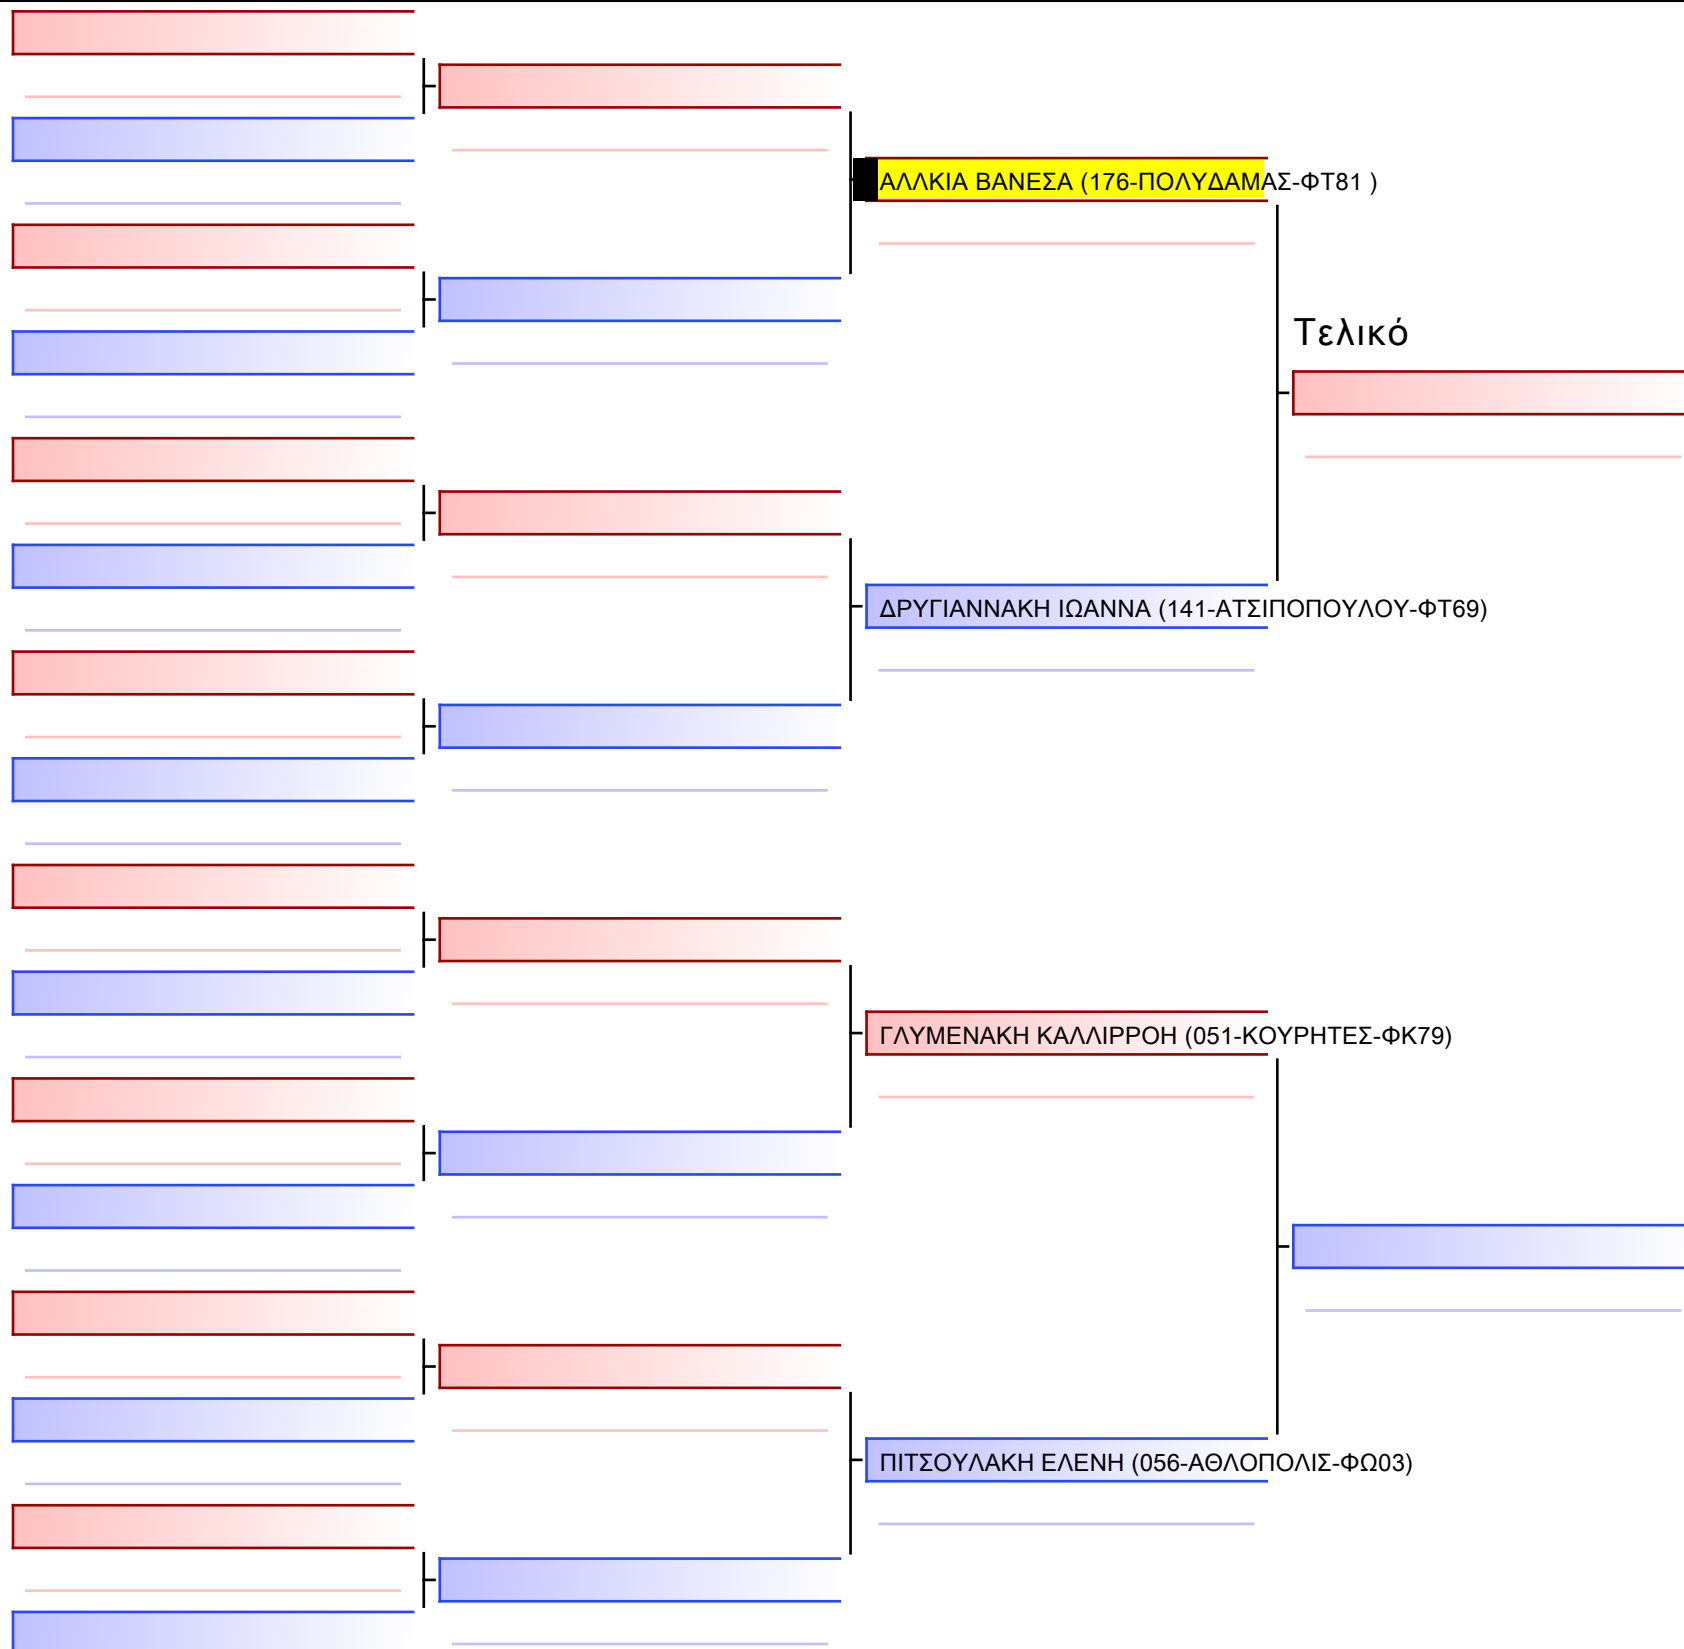 ΑΛΛΚΙΑ ΒΑΝΕΣΑ (176-ΠΟΛΥΔΑΜΑΣ-ΦΤ81 )
Τελικό
ΔΡΥΓΙΑΝΝΑΚΗ ΙΩΑΝΝΑ (141-ΑΤΣΙΠΟΠΟΥΛΟΥ-ΦΤ69)
ΓΛΥΜΕΝΑΚΗ ΚΑΛΛΙΡΡΟΗ (051-ΚΟΥΡΗΤΕΣ-ΦΚ79)
ΠΙΤΣΟΥΛΑΚΗ ΕΛΕΝΗ (056-ΑΘΛΟΠΟΛΙΣ-ΦΩ03)